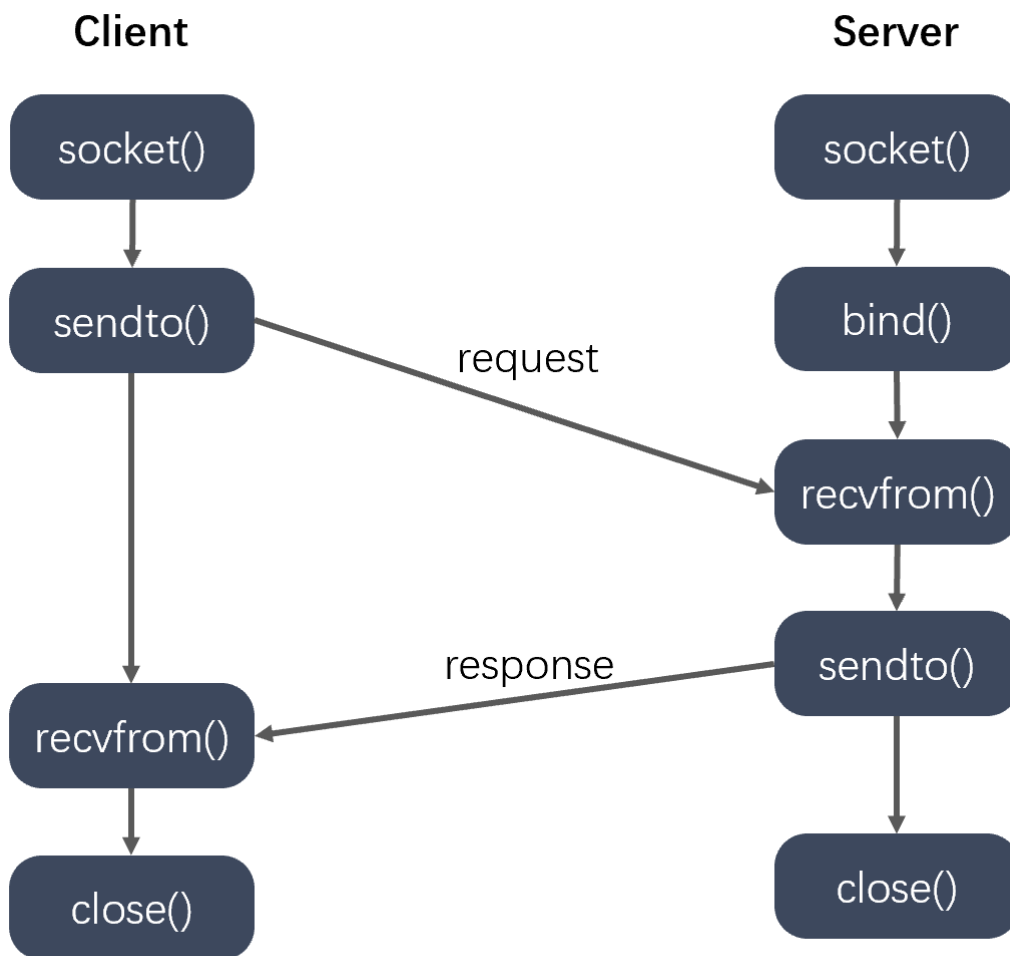 Client
Server
socket()
socket()
sendto()
bind()
request
recvfrom()
sendto()
response
recvfrom()
close()
close()